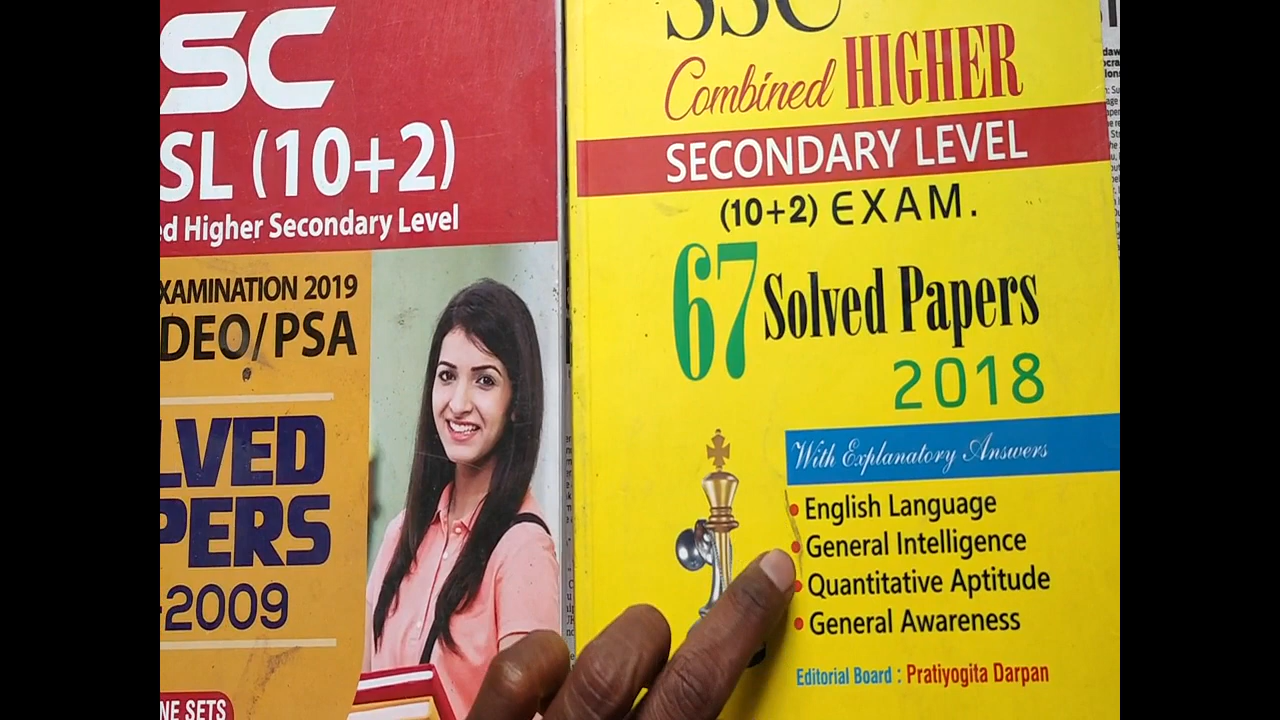 SC
SL (10+2)
ed Higher Secondary Level
XAMINATION 2019
DEO/PSA
LVED
PERS
-2009
NE SETS
SSC
Combined HIGHER
SECONDARY LEVEL
(10+2) EXAM.
67 Solved Papers
2018
With Explanatory Answers
• English Language
• General Intelligence
• Quantitative Aptitude
• General Awareness
Editorial Board : Pratiyogita Darpan